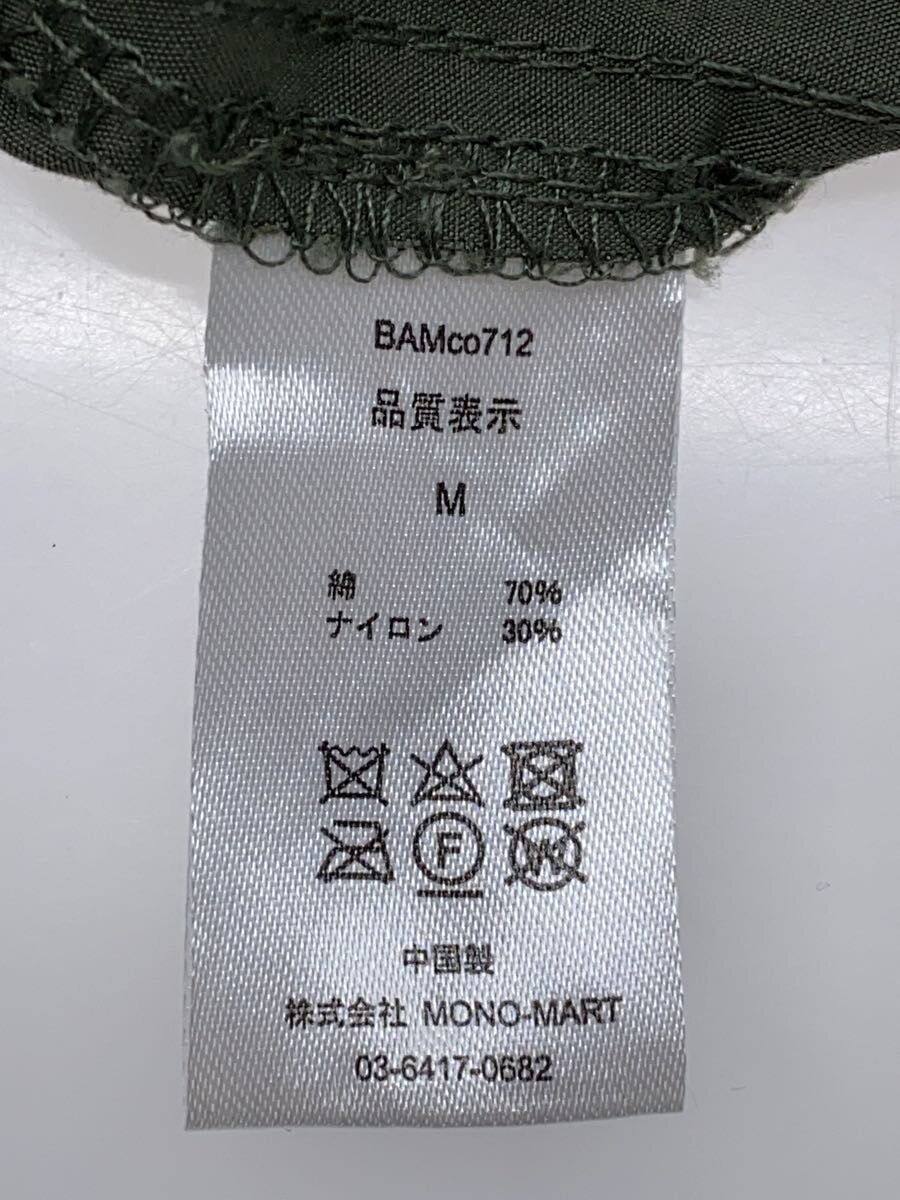 BAMco712
品質表示
M
綿 70%
ナイロン 30%
F
W
中国製
株式会社 MONO-MART
03-6417-0682